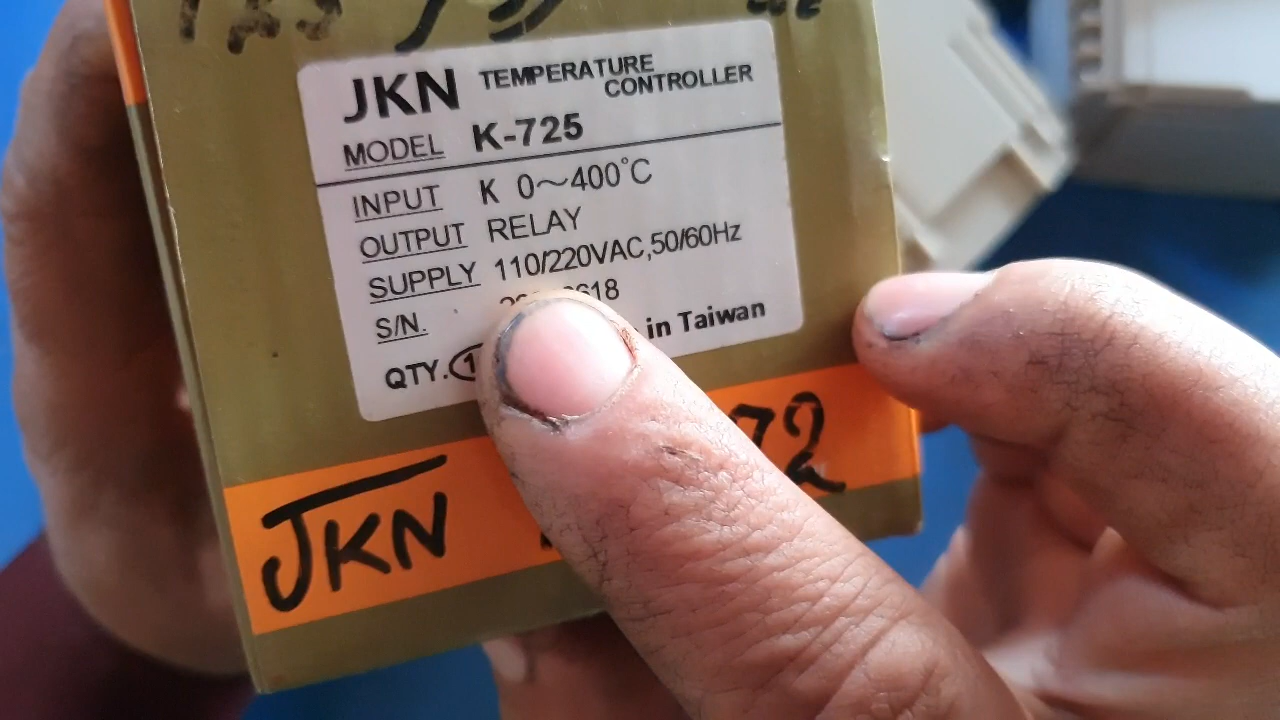 JKN TEMPERATURE CONTROLLER
MODEL K-725
INPUT K 0～400°C
OUTPUT RELAY
SUPPLY 110/220VAC,50/60Hz
S/N. 618
QTY. in Taiwan
JKN 72